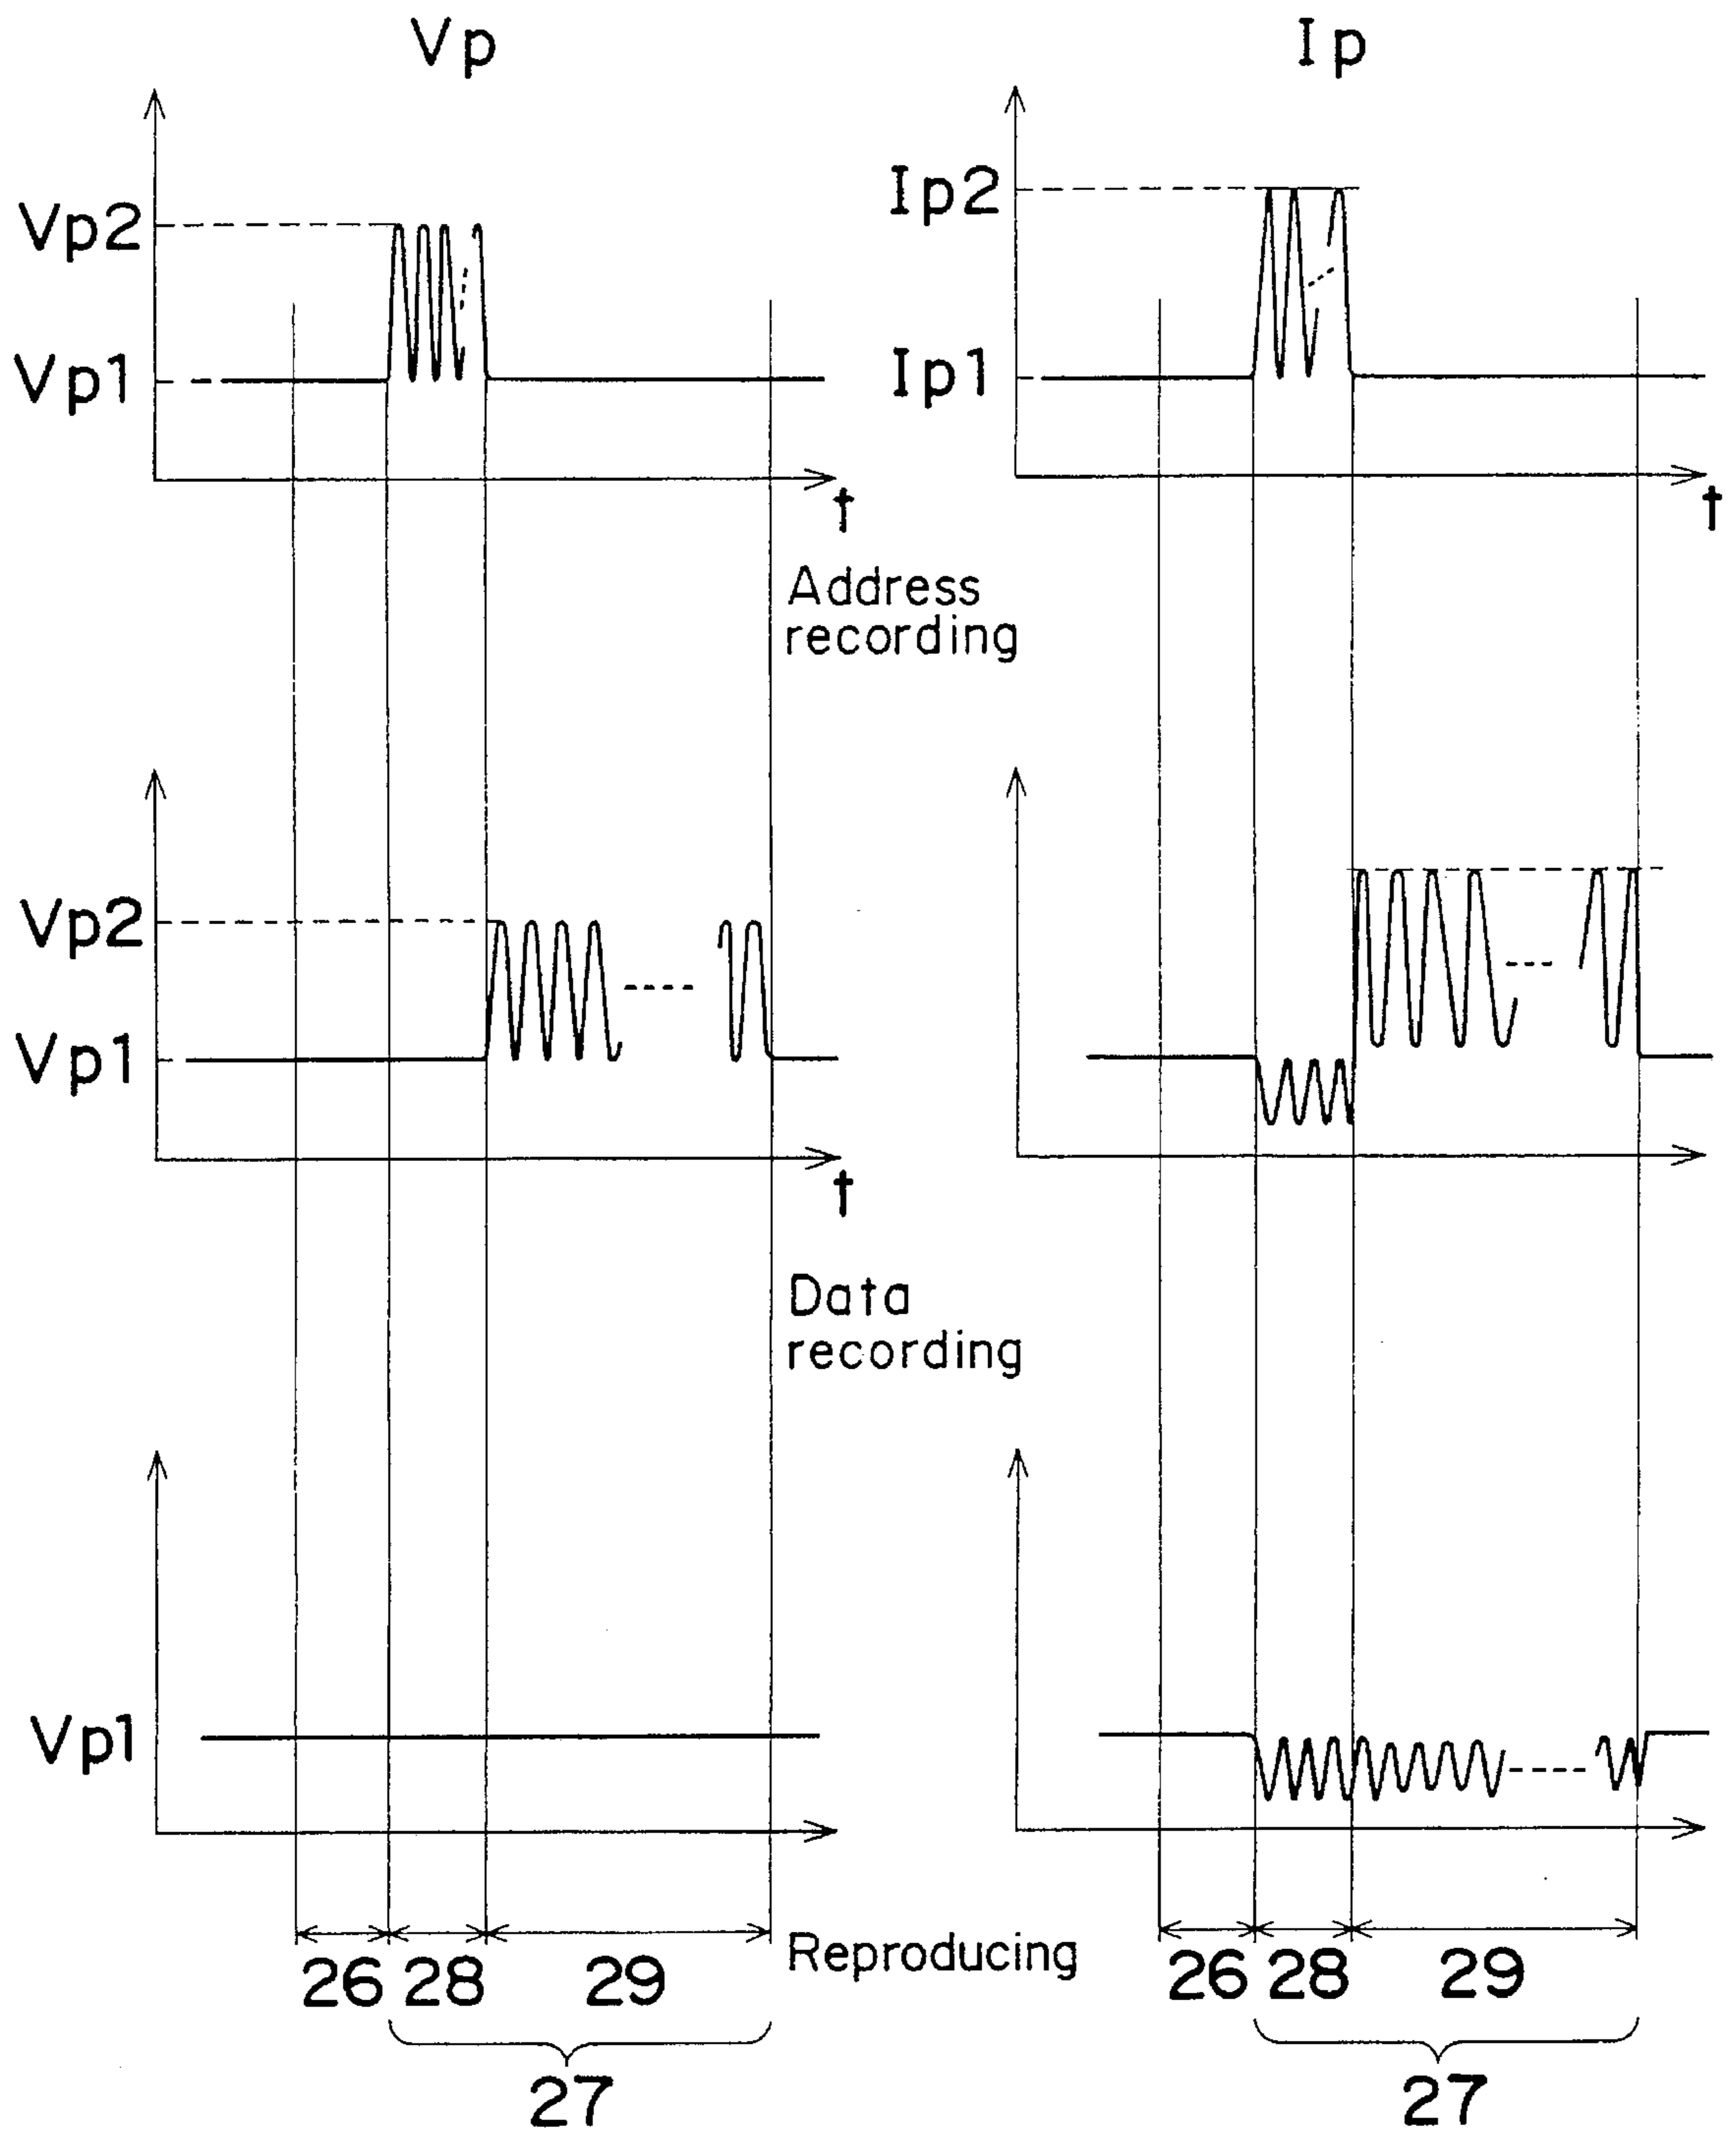 Vp
Ip
Vp2
Ip2
Vp1
Ip1
t
t
Address
recording
Vp2
Vp1
t
Data
recording
Vp1
Reproducing
26 28 29
26 28 29
27
27